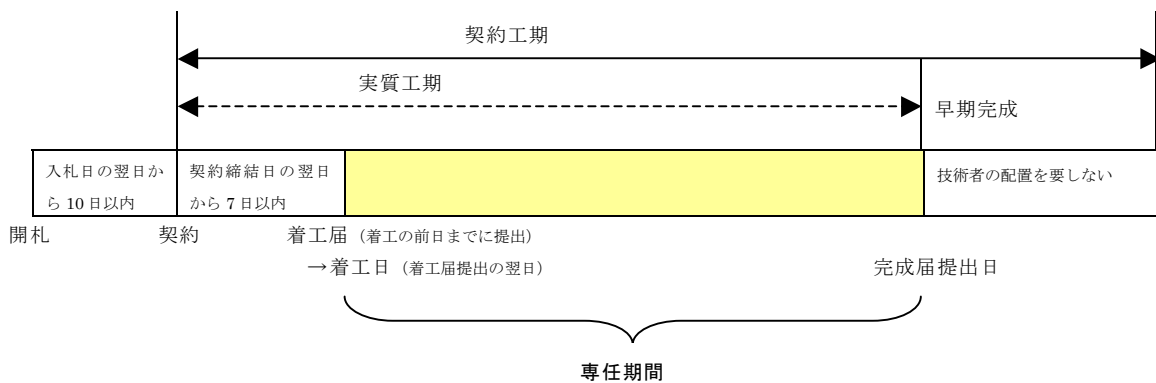 契約工期
実質工期
早期完成
入札日の翌日か
ら 10 日以内
契約締結日の翌日
から 7 日以内
技術者の配置を要しない
開札
契約
着工届（着工の前日までに提出）
→着工日（着工届提出の翌日）
完成届提出日
専任期間